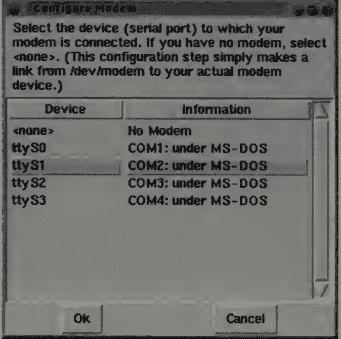 Configure Modem
Select the device (serial port) to which your
modem is connected. If you have no modem, select
<none>. (This configuration step simply makes a
link from /dev/modem to your actual modem
device.)
Device Information
<none> No Modem
ttyS0 COM1: under MS-DOS
ttyS1 COM2: under MS-DOS
ttyS2 COM3: under MS-DOS
ttyS3 COM4: under MS-DOS
Ok Cancel